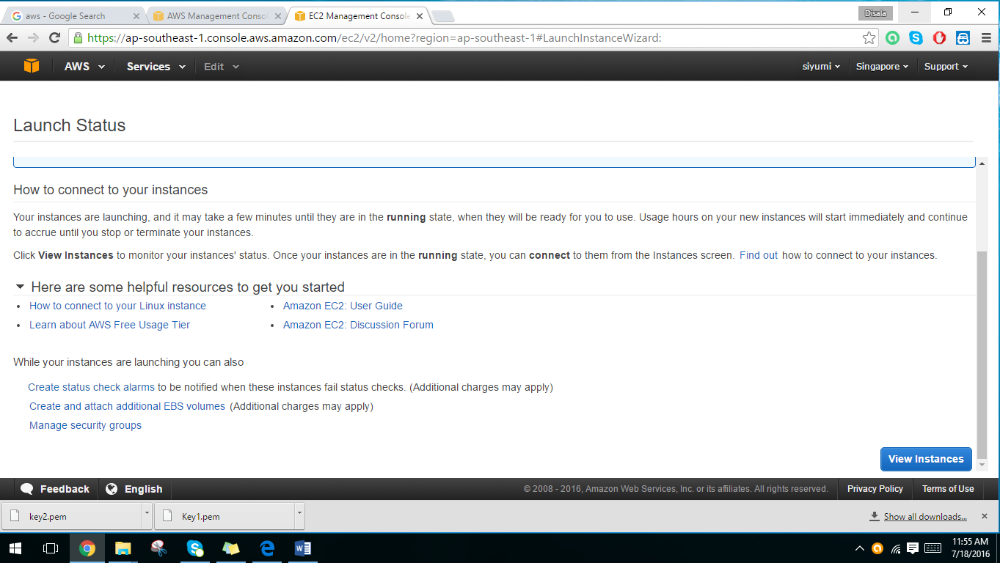 aws - Google Search
AWS Management Consol
EC2 Management Console
Disala
https://ap-southeast-1.console.aws.amazon.com/ec2/v2/home?region=ap-southeast-1#LaunchInstanceWizard:
AWS Services Edit siyumi Singapore Support
Launch Status
How to connect to your instances
Your instances are launching, and it may take a few minutes until they are in the running state, when they will be ready for you to use. Usage hours on your new instances will start immediately and continue
to accrue until you stop or terminate your instances.
Click View Instances to monitor your instances' status. Once your instances are in the running state, you can connect to them from the Instances screen. Find out how to connect to your instances.
Here are some helpful resources to get you started
• How to connect to your Linux instance
• Amazon EC2: User Guide
• Learn about AWS Free Usage Tier
• Amazon EC2: Discussion Forum
While your instances are launching you can also
Create status check alarms to be notified when these instances fail status checks. (Additional charges may apply)
Create and attach additional EBS volumes (Additional charges may apply)
Manage security groups
View Instances
Feedback English © 2008 - 2016, Amazon Web Services, Inc. or its affiliates. All rights reserved. Privacy Policy Terms of Use
key2.pem
Key1.pem
Show all downloads...
11:55 AM
7/18/2016